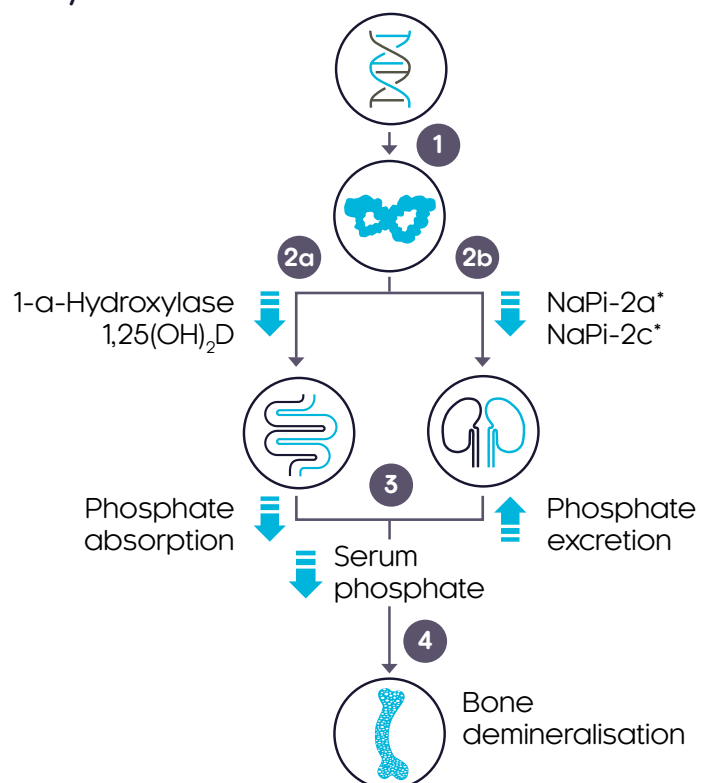 1
2a
2b
1-a-Hydroxylase
1,25(OH)₂D
NaPi-2a*
NaPi-2c*
3
Phosphate
absorption
Phosphate
excretion
Serum
phosphate
4
Bone
demineralisation